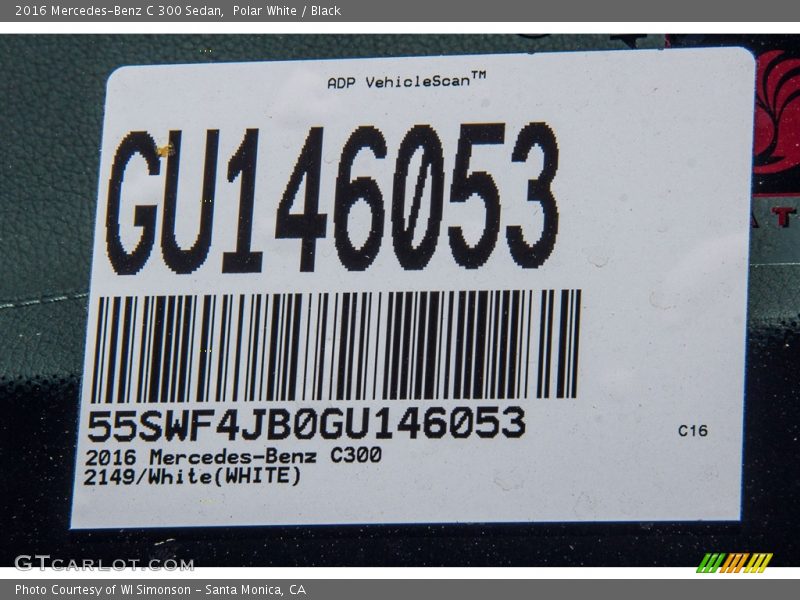 2016 Mercedes-Benz C 300 Sedan, Polar White / Black
ADP VehicleScan™
GU146053
55SWF4JB0GU146053
C16
2016 Mercedes-Benz C300
2149/White(WHITE)
GTCARLOT.COM
Photo Courtesy of WI Simonson - Santa Monica, CA